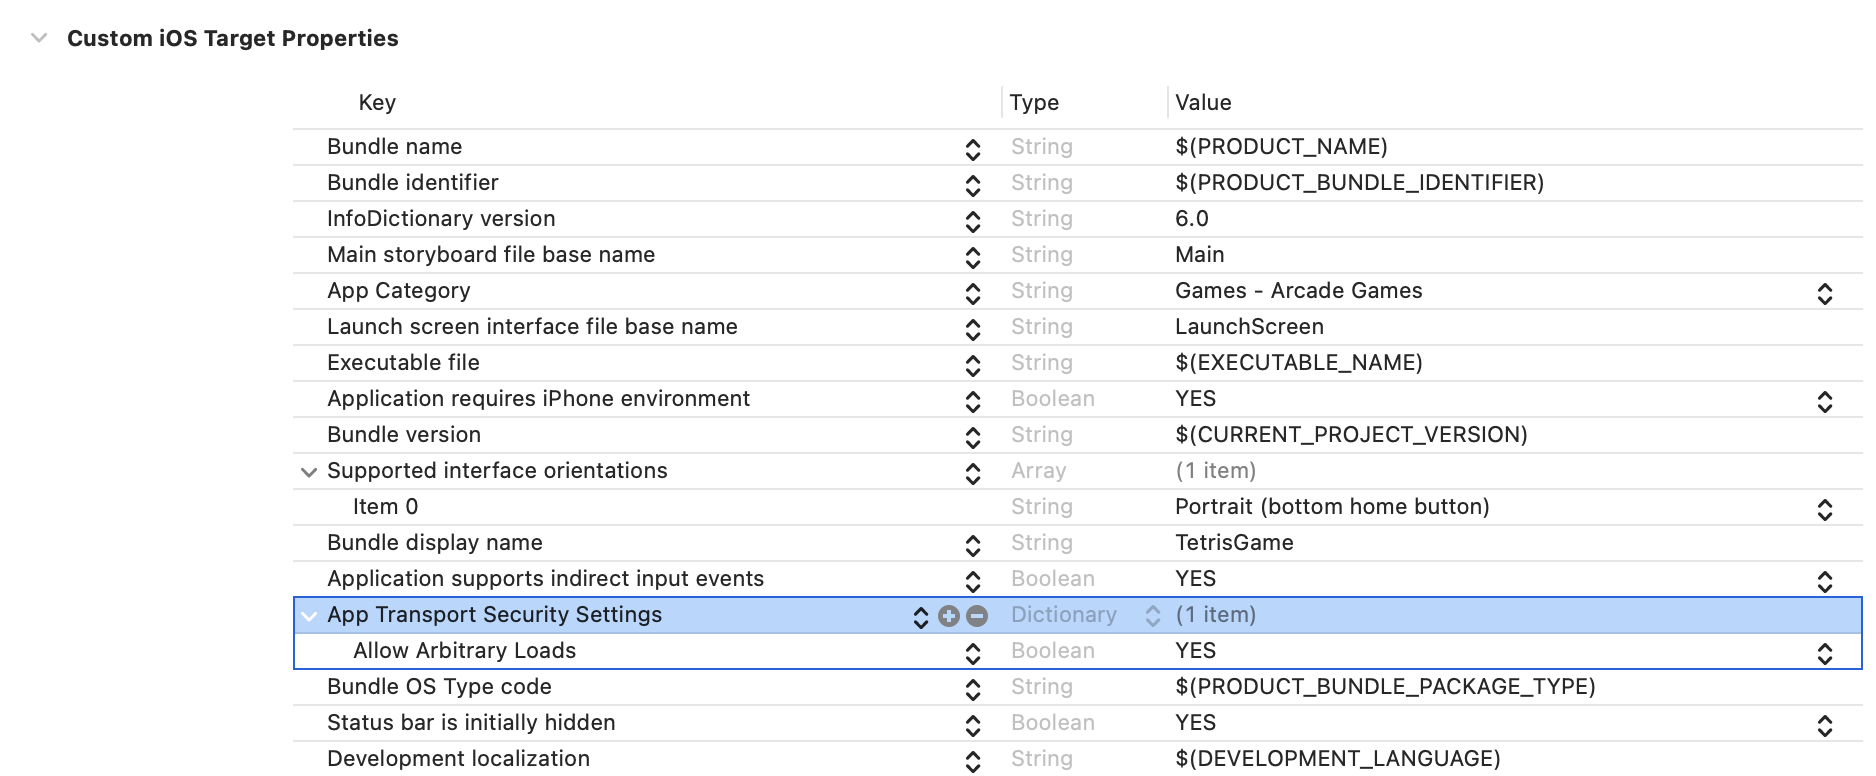 Custom iOS Target Properties
Key Type Value
Bundle name String $(PRODUCT_NAME)
Bundle identifier String $(PRODUCT_BUNDLE_IDENTIFIER)
InfoDictionary version String 6.0
Main storyboard file base name String Main
App Category String Games - Arcade Games
Launch screen interface file base name String LaunchScreen
Executable file String $(EXECUTABLE_NAME)
Application requires iPhone environment Boolean YES
Bundle version String $(CURRENT_PROJECT_VERSION)
Supported interface orientations Array (1 item)
Item 0 String Portrait (bottom home button)
Bundle display name String TetrisGame
Application supports indirect input events Boolean YES
App Transport Security Settings Dictionary (1 item)
Allow Arbitrary Loads Boolean YES
Bundle OS Type code String $(PRODUCT_BUNDLE_PACKAGE_TYPE)
Status bar is initially hidden Boolean YES
Development localization String $(DEVELOPMENT_LANGUAGE)